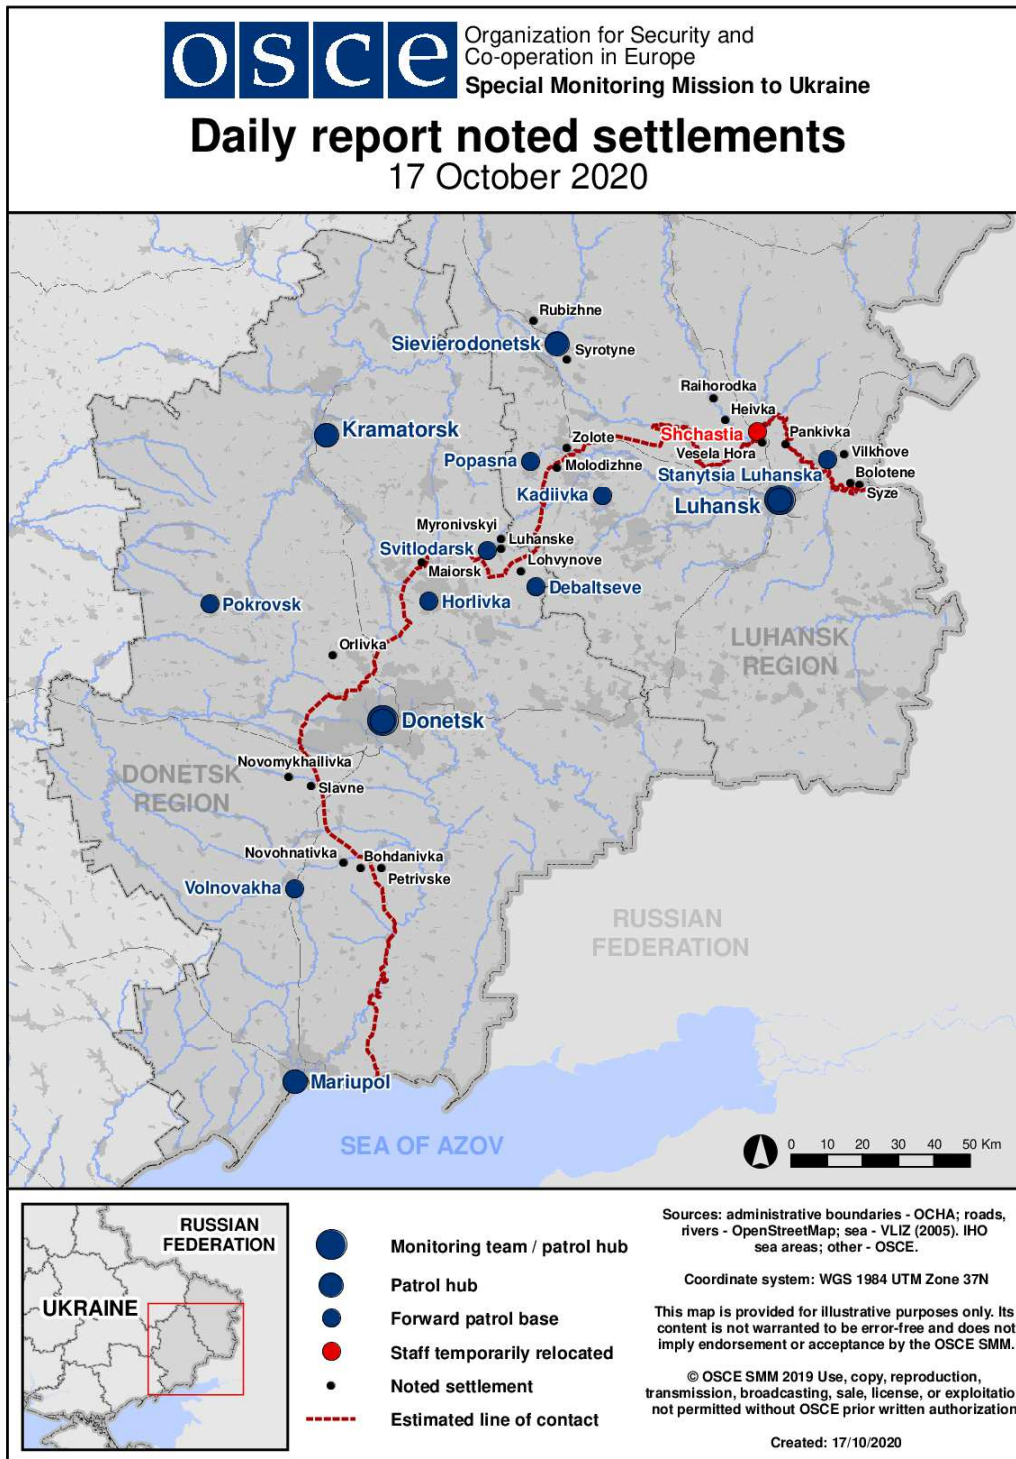 osce
Organization for Security and
Co-operation in Europe
Special Monitoring Mission to Ukraine
Daily report noted settlements
17 October 2020
Rubizhne
Sievierodonetsk
Syrotyne
Raihorodka
Heivka
Kramatorsk
Shchastia
Zolote
Pankivka
Vesela Hora
Vilkhove
Popasna
Molodizhne
Stanytsia Luhanska
Bolotene
Kadiivka
Syze
Luhansk
Myronivskyi
Luhanske
Svitlodarsk
Lohvynove
Maiorsk
Debaltseve
Pokrovsk
Horlivka
LUHANSK
REGION
Orlivka
Donetsk
Novomykhailivka
DONETSK
REGION
Slavne
Novohnativka
Bohdanivka
Petrivske
Volnovakha
RUSSIAN
FEDERATION
Mariupol
SEA OF AZOV
0 10 20 30 40 50 Km
RUSSIAN
FEDERATION
UKRAINE
Monitoring team / patrol hub
Patrol hub
Forward patrol base
Staff temporarily relocated
Noted settlement
Estimated line of contact
Sources: administrative boundaries - OCHA; roads,
rivers - OpenStreetMap; sea - VLIZ (2005). IHO
sea areas; other - OSCE.
Coordinate system: WGS 1984 UTM Zone 37N
This map is provided for illustrative purposes only. Its
content is not warranted to be error-free and does not
imply endorsement or acceptance by the OSCE SMM.
© OSCE SMM 2019 Use, copy, reproduction,
transmission, broadcasting, sale, license, or exploitatio
not permitted without OSCE prior written authorization
Created: 17/10/2020